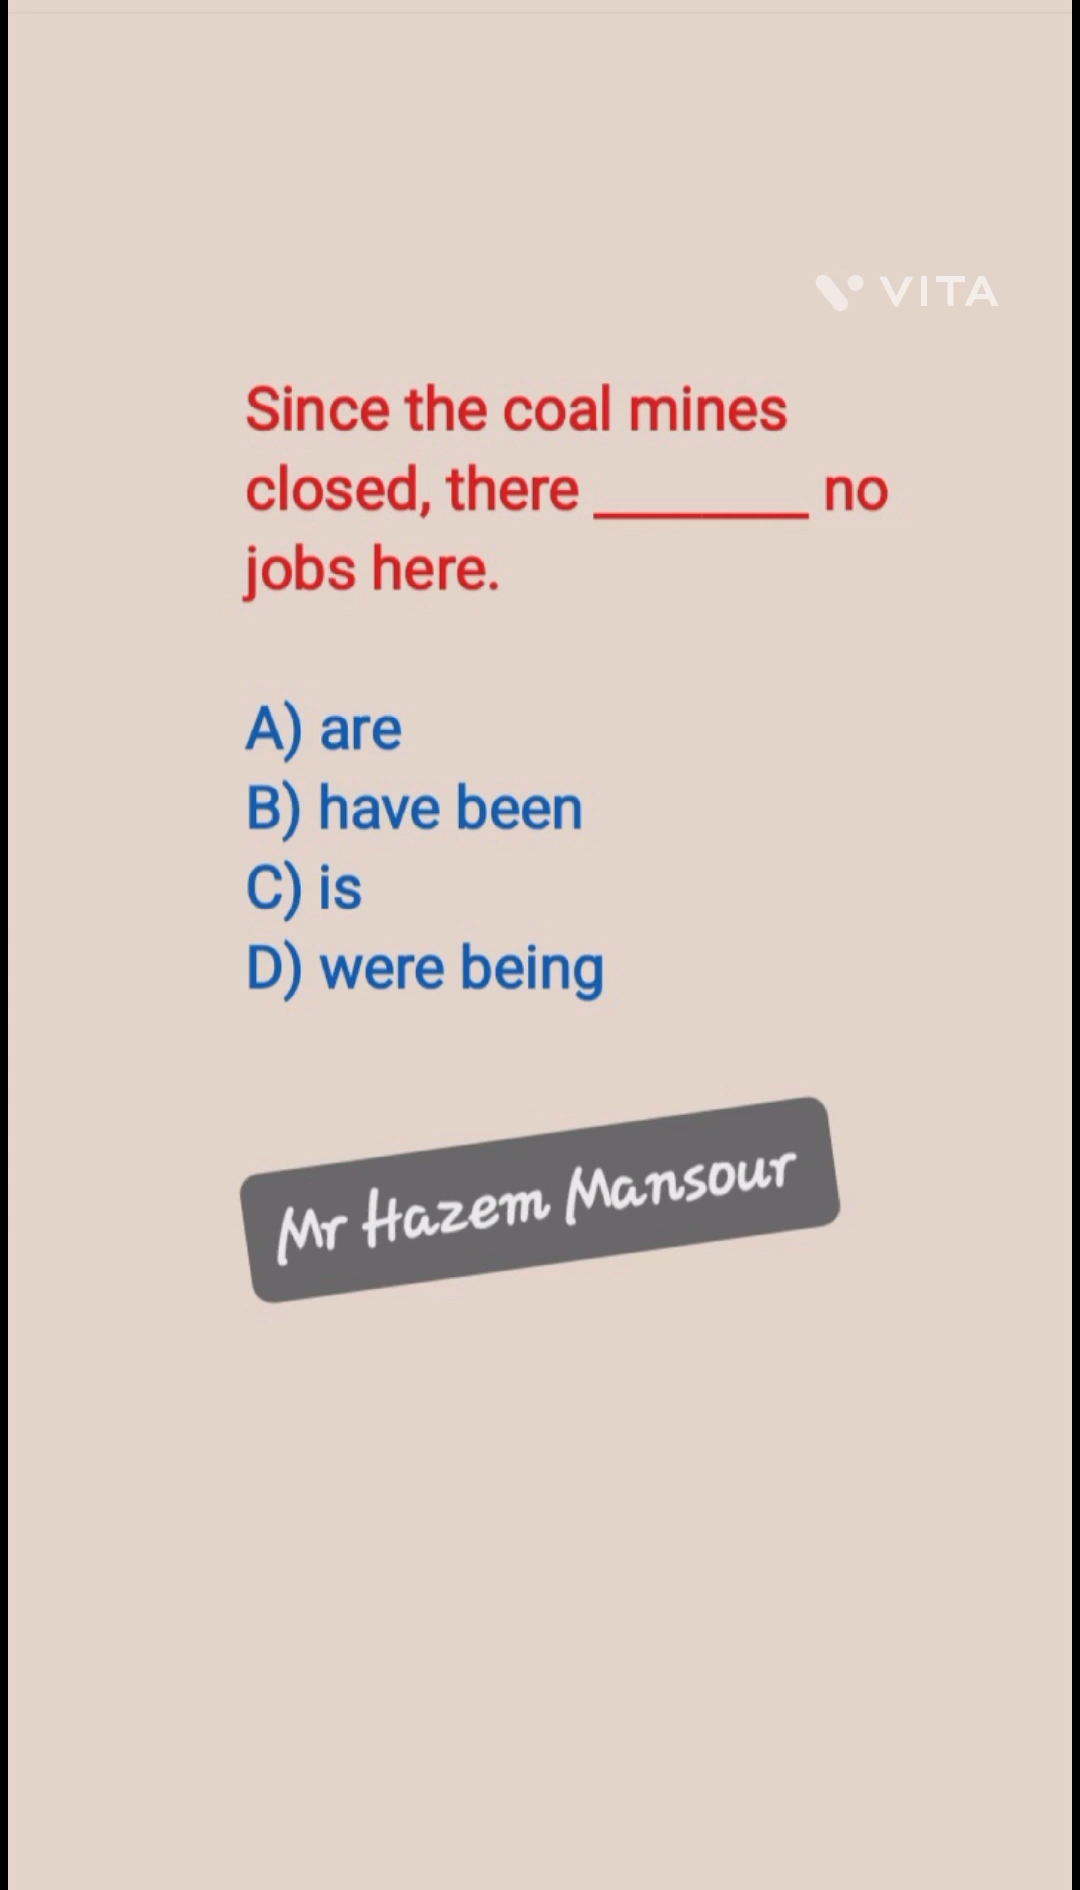 VITA
Since the coal mines
closed, there ________ no
jobs here.
A) are
B) have been
C) is
D) were being
Mr Hazem Mansour